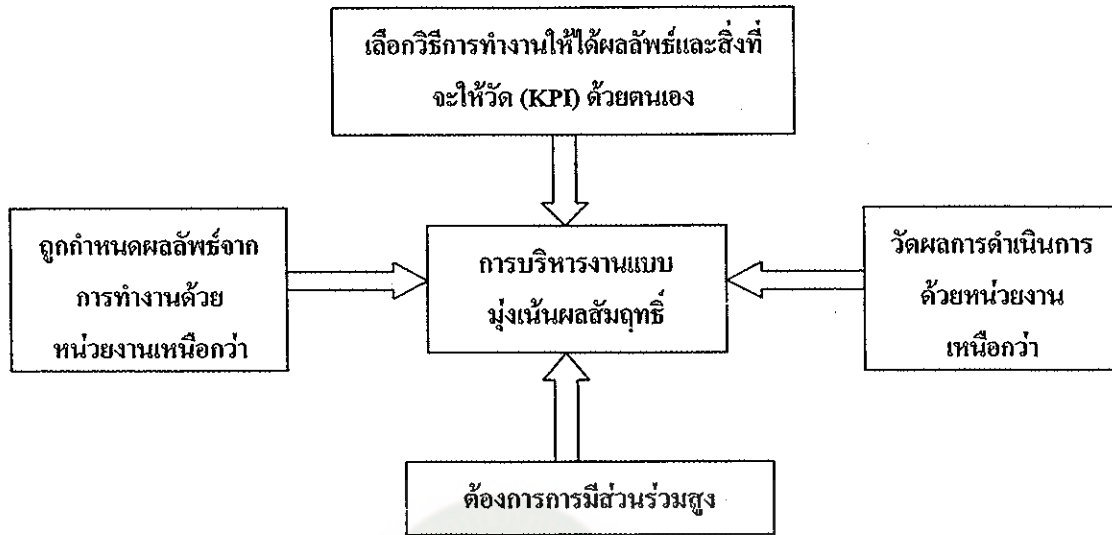 เลือกวิธีการทำงานให้ได้ผลลัพธ์และสิ่งที่
จะให้วัด (KPI) ด้วยตนเอง
ถูกกำหนดผลลัพธ์จาก
การทำงานด้วย
หน่วยงานเหนือกว่า
การบริหารงานแบบ
มุ่งเน้นผลสัมฤทธิ์
วัดผลการดำเนินการ
ด้วยหน่วยงาน
เหนือกว่า
ต้องการการมีส่วนร่วมสูง